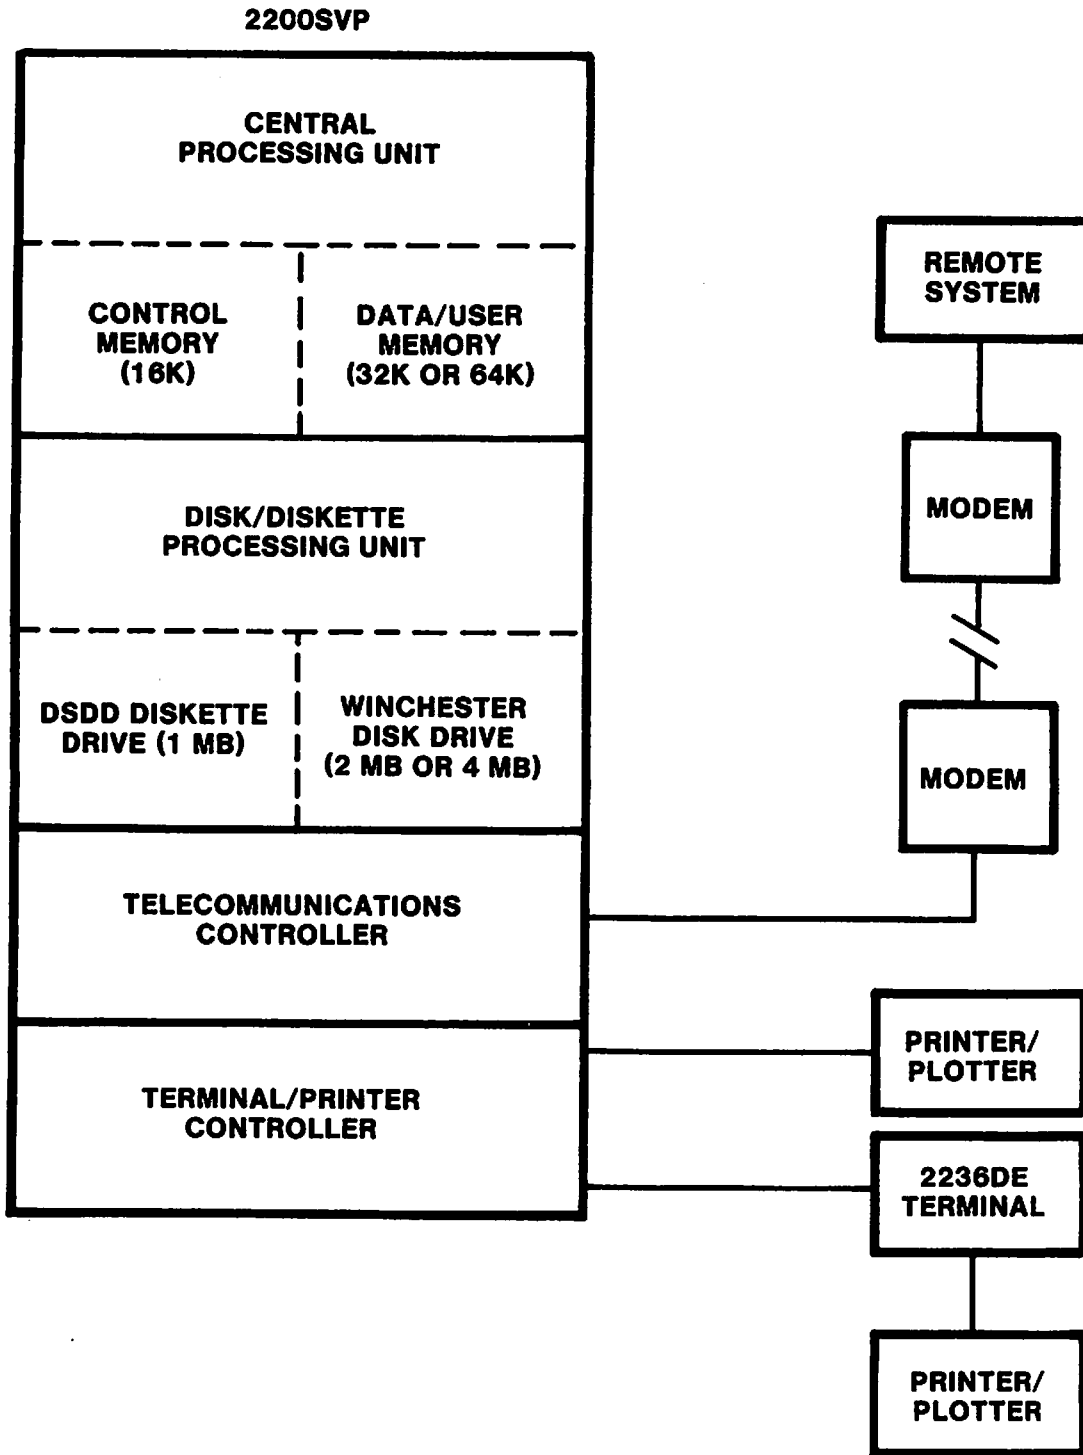 2200SVP
CENTRAL
PROCESSING UNIT
CONTROL
MEMORY
(16K)
DATA/USER
MEMORY
(32K OR 64K)
DISK/DISKETTE
PROCESSING UNIT
DSDD DISKETTE
DRIVE (1 MB)
WINCHESTER
DISK DRIVE
(2 MB OR 4 MB)
TELECOMMUNICATIONS
CONTROLLER
TERMINAL/PRINTER
CONTROLLER
REMOTE
SYSTEM
MODEM
MODEM
PRINTER/
PLOTTER
2236DE
TERMINAL
PRINTER/
PLOTTER